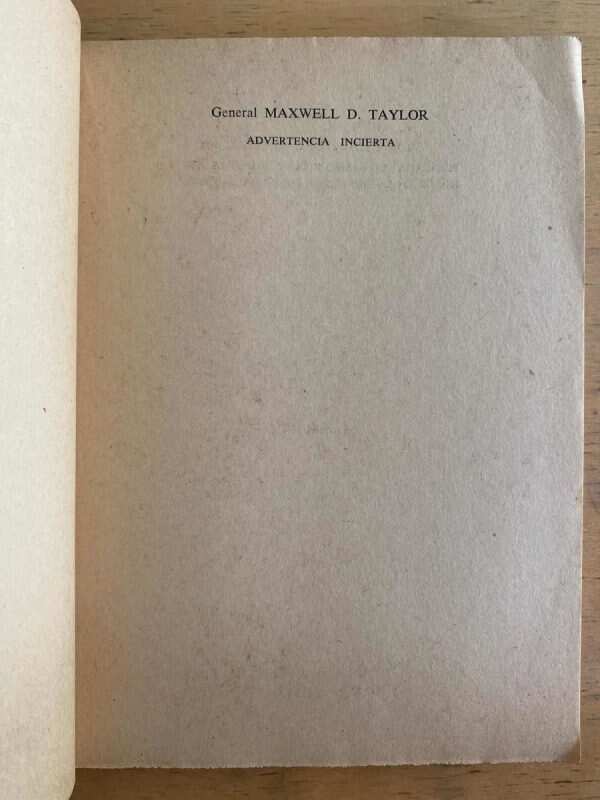 General MAXWELL D. TAYLOR
ADVERTENCIA INCIERTA